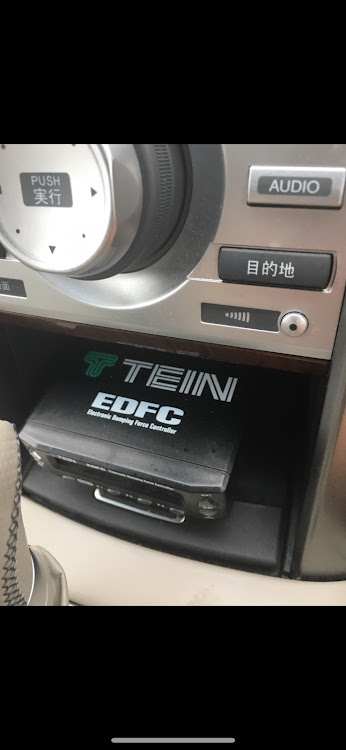 PUSH
実行
AUDIO
目的地
TEIN
EDFC
Electronic Damping Force Controller